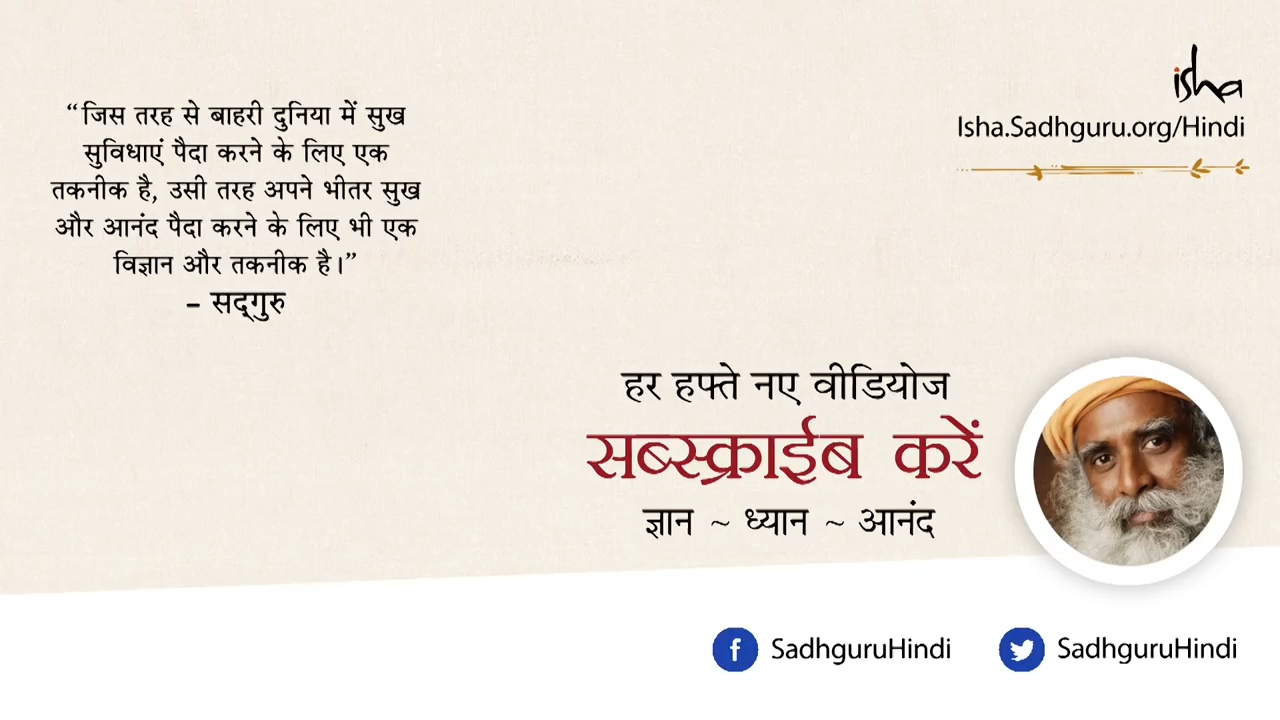 “जिस तरह से बाहरी दुनिया में सुख
सुविधाएं पैदा करने के लिए एक
तकनीक है, उसी तरह अपने भीतर सुख
और आनंद पैदा करने के लिए भी एक
विज्ञान और तकनीक है।”
– सद्‌गुरु
isha
Isha.Sadhguru.org/Hindi
हर हफ्ते नए वीडियोज
सब्स्क्राईब करें
ज्ञान ~ ध्यान ~ आनंद
SadhguruHindi
SadhguruHindi